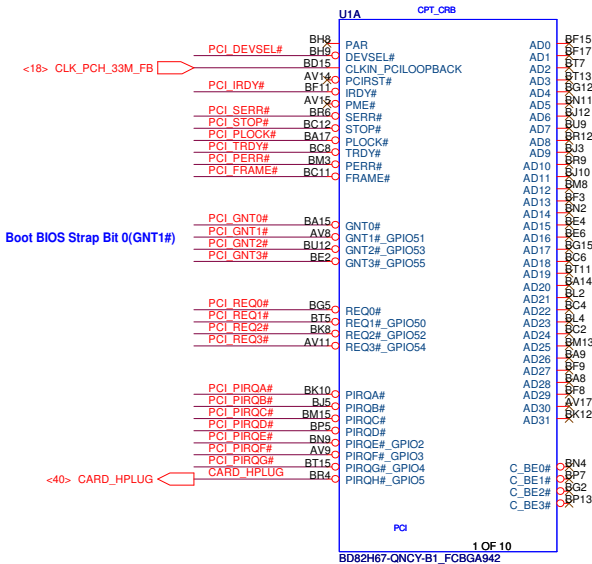 U1A CPT_CRB
BH8 PAR AD0 BF15
PCI_DEVSEL# BH9 DEVSEL# AD1 BF17
<18> CLK_PCH_33M_FB BD15 CLKIN_PCILOOPBACK AD2 BT7
AV14 PCIRST# AD3 BT13
PCI_IRDY# BF11 IRDY# AD4 BG12
AV15 PME# AD5 BN11
PCI_SERR# BR6 SERR# AD6 BJ12
PCI_STOP# BC12 STOP# AD7 BU9
PCI_PLOCK# BA17 PLOCK# AD8 BR12
PCI_TRDY# BC8 TRDY# AD9 BJ3
PCI_PERR# BM3 PERR# AD10 BR9
PCI_FRAME# BC11 FRAME# AD11 BJ10
AD12 BM8
AD13 BF3
AD14 BN2
PCI_GNT0# BA15 GNT0# AD15 BE4
Boot BIOS Strap Bit 0(GNT1#) PCI_GNT1# AV8 GNT1#_GPIO51 AD16 BE6
PCI_GNT2# BU12 GNT2#_GPIO53 AD17 BG15
PCI_GNT3# BE2 GNT3#_GPIO55 AD18 BC6
AD19 BT11
AD20 BA14
AD21 BL2
PCI_REQ0# BG5 REQ0# AD22 BC4
PCI_REQ1# BT5 REQ1#_GPIO50 AD23 BL4
PCI_REQ2# BK8 REQ2#_GPIO52 AD24 BC2
PCI_REQ3# AV11 REQ3#_GPIO54 AD25 BM13
AD26 BA9
AD27 BF9
AD28 BA8
PCI_PIRQA# BK10 PIRQA# AD29 BF8
PCI_PIRQB# BJ5 PIRQB# AD30 AV17
PCI_PIRQC# BM15 PIRQC# AD31 BK12
PCI_PIRQD# BP5 PIRQD#
PCI_PIRQE# BN9 PIRQE#_GPIO2
PCI_PIRQF# AV9 PIRQF#_GPIO3
PCI_PIRQG# BT15 PIRQG#_GPIO4 C_BE0# BN4
<40> CARD_HPLUG CARD_HPLUG BR4 PIRQH#_GPIO5 C_BE1# BP7
C_BE2# BG2
C_BE3# BP13
PCI
1 OF 10
BD82H67-QNCY-B1_FCBGA942